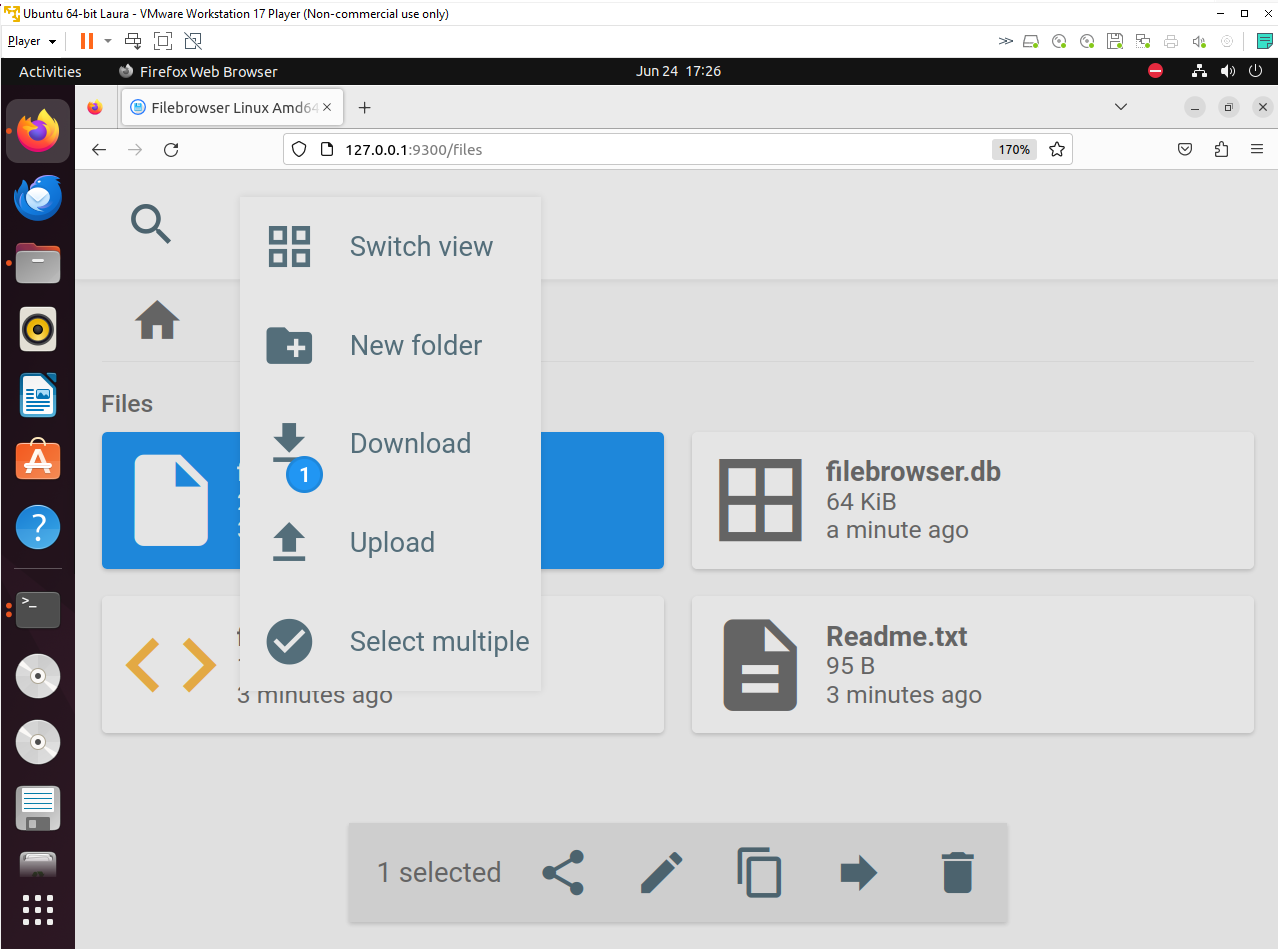 Ubuntu 64-bit Laura - VMware Workstation 17 Player (Non-commercial use only)
Player
Activities
Firefox Web Browser
Jun 24 17:26
Filebrowser Linux Amd64
127.0.0.1:9300/files
170%
Switch view
New folder
Files
Download
1
filebrowser.db
64 KiB
a minute ago
Upload
Select multiple
3 minutes ago
Readme.txt
95 B
3 minutes ago
1 selected